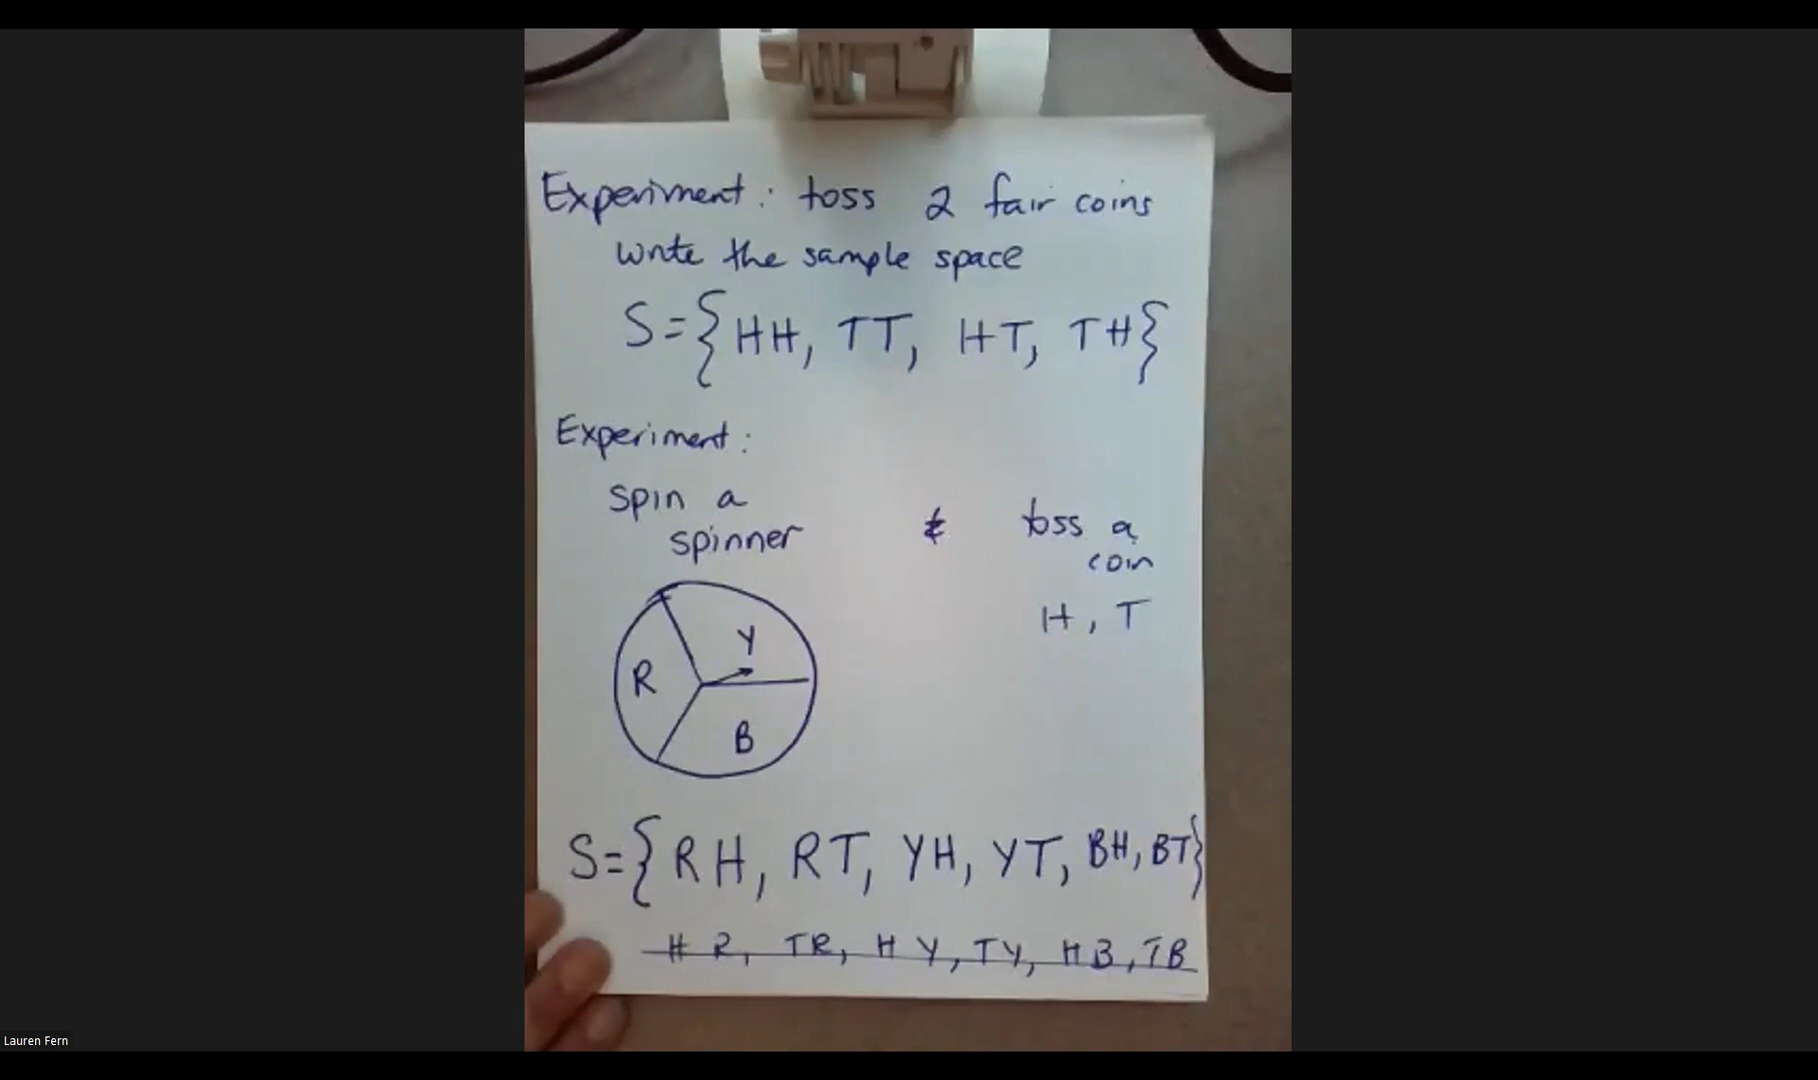 Experiment: toss 2 fair coins
write the sample space
S={HH, TT, HT, TH}
Experiment:
spin a
spinner
& toss a
coin
H, T
Y
R
B
S={RH, RT, YH, YT, BH, BT}
HR, TR, HY, TY, HB, TB
Lauren Fern